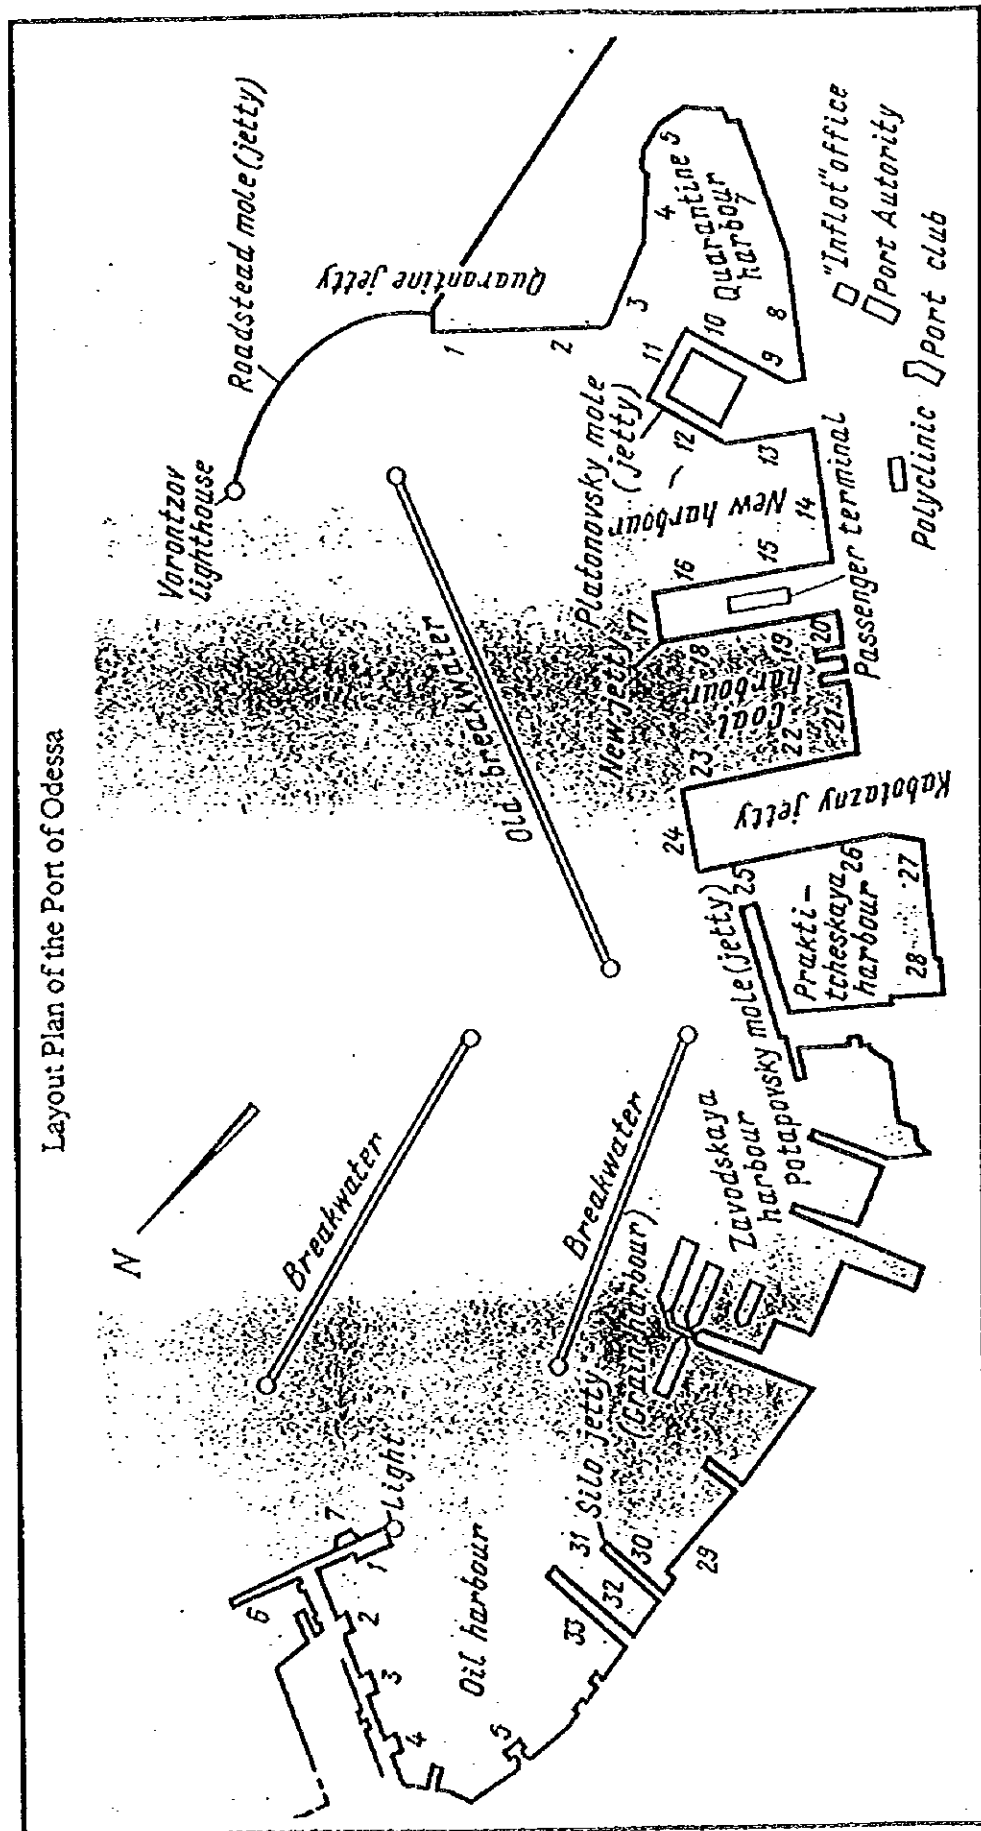 Layout Plan of the Port of Odessa
N
Breakwater
Breakwater
Old breakwater
Vorontzov
lighthouse
Roadstead mole(jetty)
Quarantine jetty
Light
6
7
1
2
3
4
5
Oil harbour
33
32
31
Silo jetty
(Grain harbour)
30
29
Zavodskaya
harbour
potapovsky mole(jetty)
25
Prakti-
tcheskaya
harbour
26
27
28
24
Kabotazny jetty
23
22
21
Coal
harbour
20
19
18
New jetty
17
16
15
14
13
New harbour
Platonovsky mole
(jetty)
12
11
10
9
8
7
5
4
3
2
1
Quarantine
harbour
Passenger terminal
Polyclinic
Port club
Port Autority
"Inflot" office